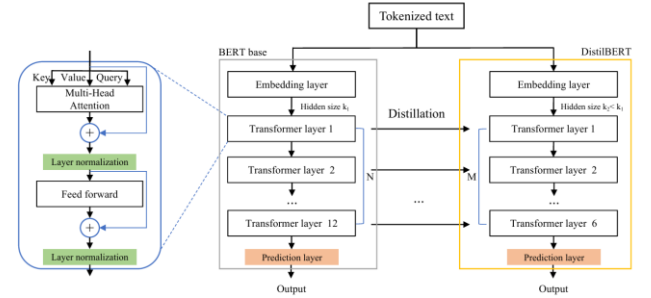 Tokenized text
BERT base
DistilBERT
Key Value Query
Multi-Head
Attention
+
Layer normalization
Feed forward
+
Layer normalization
Embedding layer
Hidden size k₁
Transformer layer 1
Transformer layer 2
...
Transformer layer 12
Prediction layer
Output
N
Distillation
...
M
Embedding layer
Hidden size k₂< k₁
Transformer layer 1
Transformer layer 2
...
Transformer layer 6
Prediction layer
Output